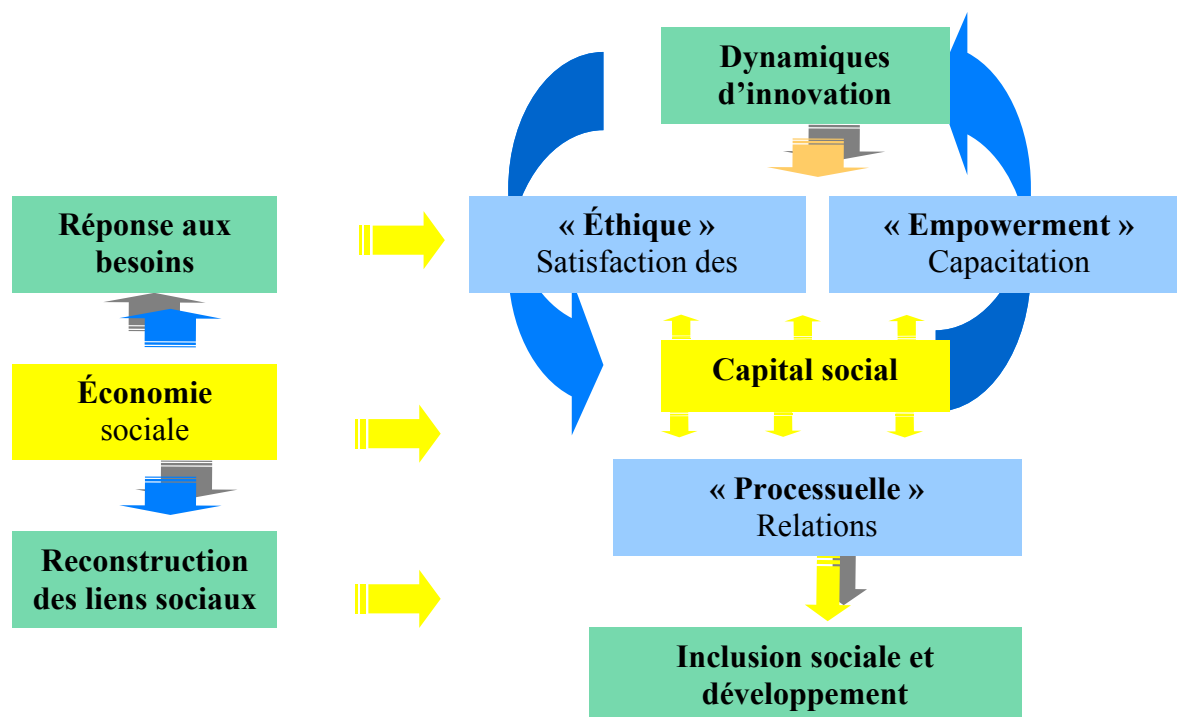 Dynamiques
d’innovation
Réponse aux
besoins
« Éthique »
Satisfaction des
« Empowerment »
Capacitation
Économie
sociale
Capital social
« Processuelle »
Relations
Reconstruction
des liens sociaux
Inclusion sociale et
développement